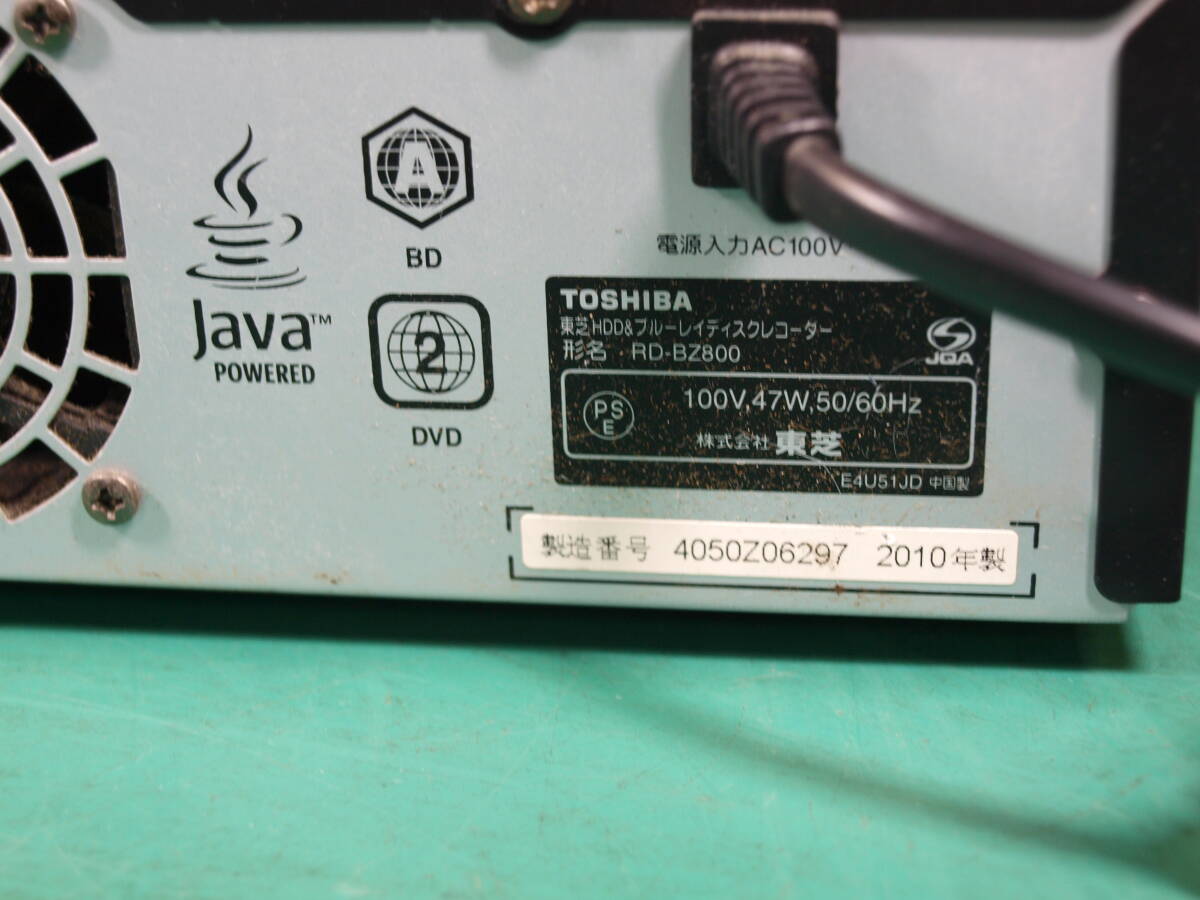 A
BD
Java™
POWERED
2
DVD
電源入力AC100V
TOSHIBA
東芝HDD&ブルーレイディスクレコーダー
形名 RD-BZ800
JQA
PS
E
100V,47W,50/60Hz
株式会社 東芝
E4U51JD 中国製
製造番号 4050Z06297 2010年製